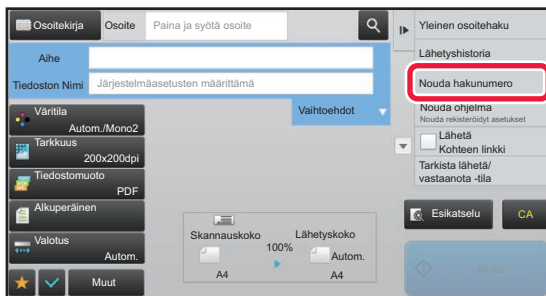 Osoitekirja
Osoite
Paina ja syötä osoite
Aihe
Tiedoston Nimi
Järjestelmäasetusten määrittämä
Vaihtoehdot
Väritila
Autom./Mono2
Tarkkuus
200x200dpi
Tiedostomuoto
PDF
Alkuperäinen
Valotus
Autom.
Muut
Skannauskoko
100%
Lähetyskoko
Autom.
A4
A4
Yleinen osoitehaku
Lähetyshistoria
Nouda hakunumero
Nouda ohjelma
Nouda rekisteröidyt asetukset
Lähetä
Kohteen linkki
Tarkista lähetä/
vastaanota -tila
Esikatselu
CA